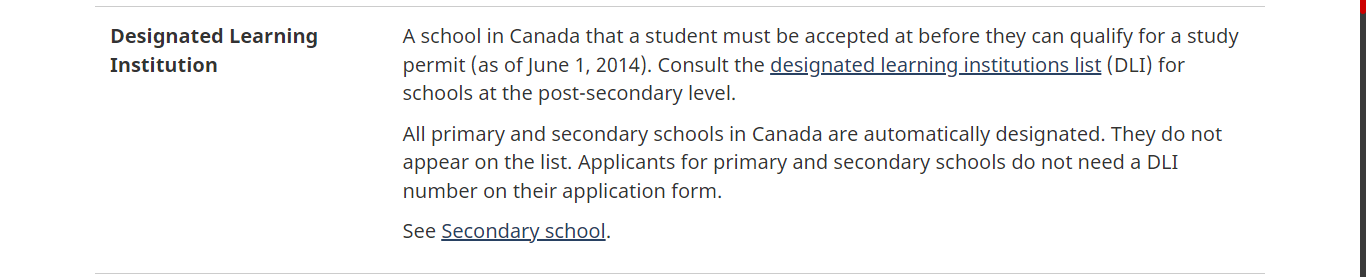 Designated Learning
Institution
A school in Canada that a student must be accepted at before they can qualify for a study
permit (as of June 1, 2014). Consult the designated learning institutions list (DLI) for
schools at the post-secondary level.
All primary and secondary schools in Canada are automatically designated. They do not
appear on the list. Applicants for primary and secondary schools do not need a DLI
number on their application form.
See Secondary school.